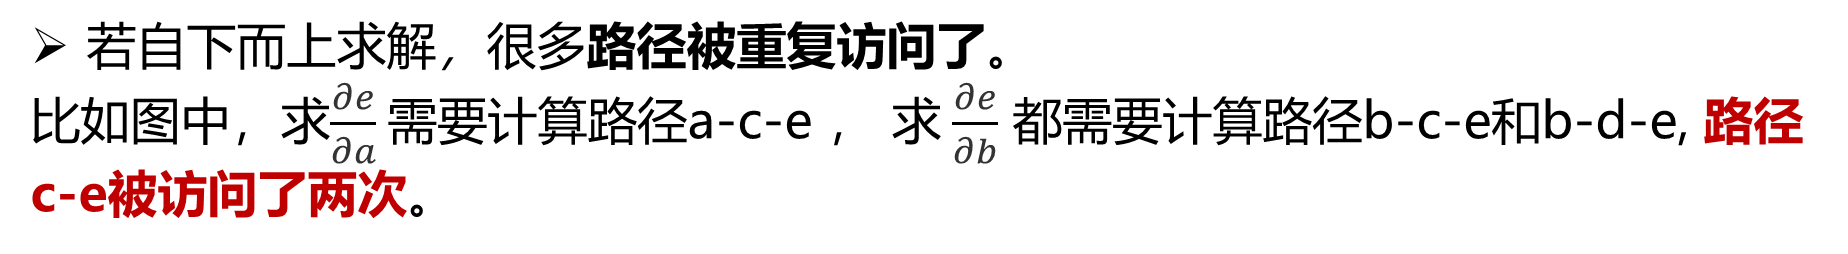 ➢ 若自下而上求解，很多路径被重复访问了。
比如图中，求∂e/∂a 需要计算路径a-c-e ， 求 ∂e/∂b 都需要计算路径b-c-e和b-d-e, 路径
c-e被访问了两次。